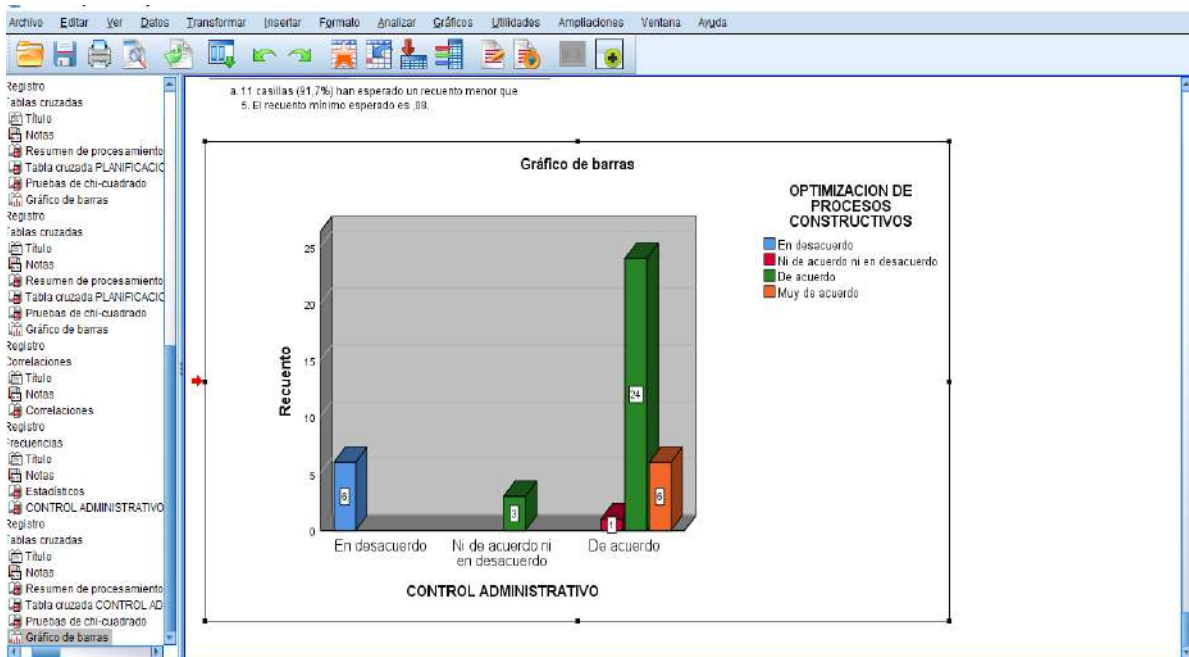 Archivo Editar Ver Datos Transformar Insertar Formato Analizar Gráficos Utilidades Ampliaciones Ventana Ayuda
Registro
Tablas cruzadas
Título
Notas
Resumen de procesamiento
Tabla cruzada PLANIFICACIC
Pruebas de chi-cuadrado
Gráfico de barras
Registro
Tablas cruzadas
Título
Notas
Resumen de procesamiento
Tabla cruzada PLANIFICACIC
Pruebas de chi-cuadrado
Gráfico de barras
Registro
Correlaciones
Título
Notas
Correlaciones
Registro
Frecuencias
Título
Notas
Estadísticos
CONTROL ADMINISTRATIVO
Registro
Tablas cruzadas
Título
Notas
Resumen de procesamiento
Tabla cruzada CONTROL AD
Pruebas de chi-cuadrado
Gráfico de barras
a. 11 casillas (91,7%) han esperado un recuento menor que
5. El recuento mínimo esperado es ,08.
Gráfico de barras
OPTIMIZACION DE
PROCESOS
CONSTRUCTIVOS
En desacuerdo
Ni de acuerdo ni en desacuerdo
De acuerdo
Muy de acuerdo
Recuento
25
20
15
10
5
0
6
3
1
24
6
En desacuerdo
Ni de acuerdo ni
en desacuerdo
De acuerdo
CONTROL ADMINISTRATIVO